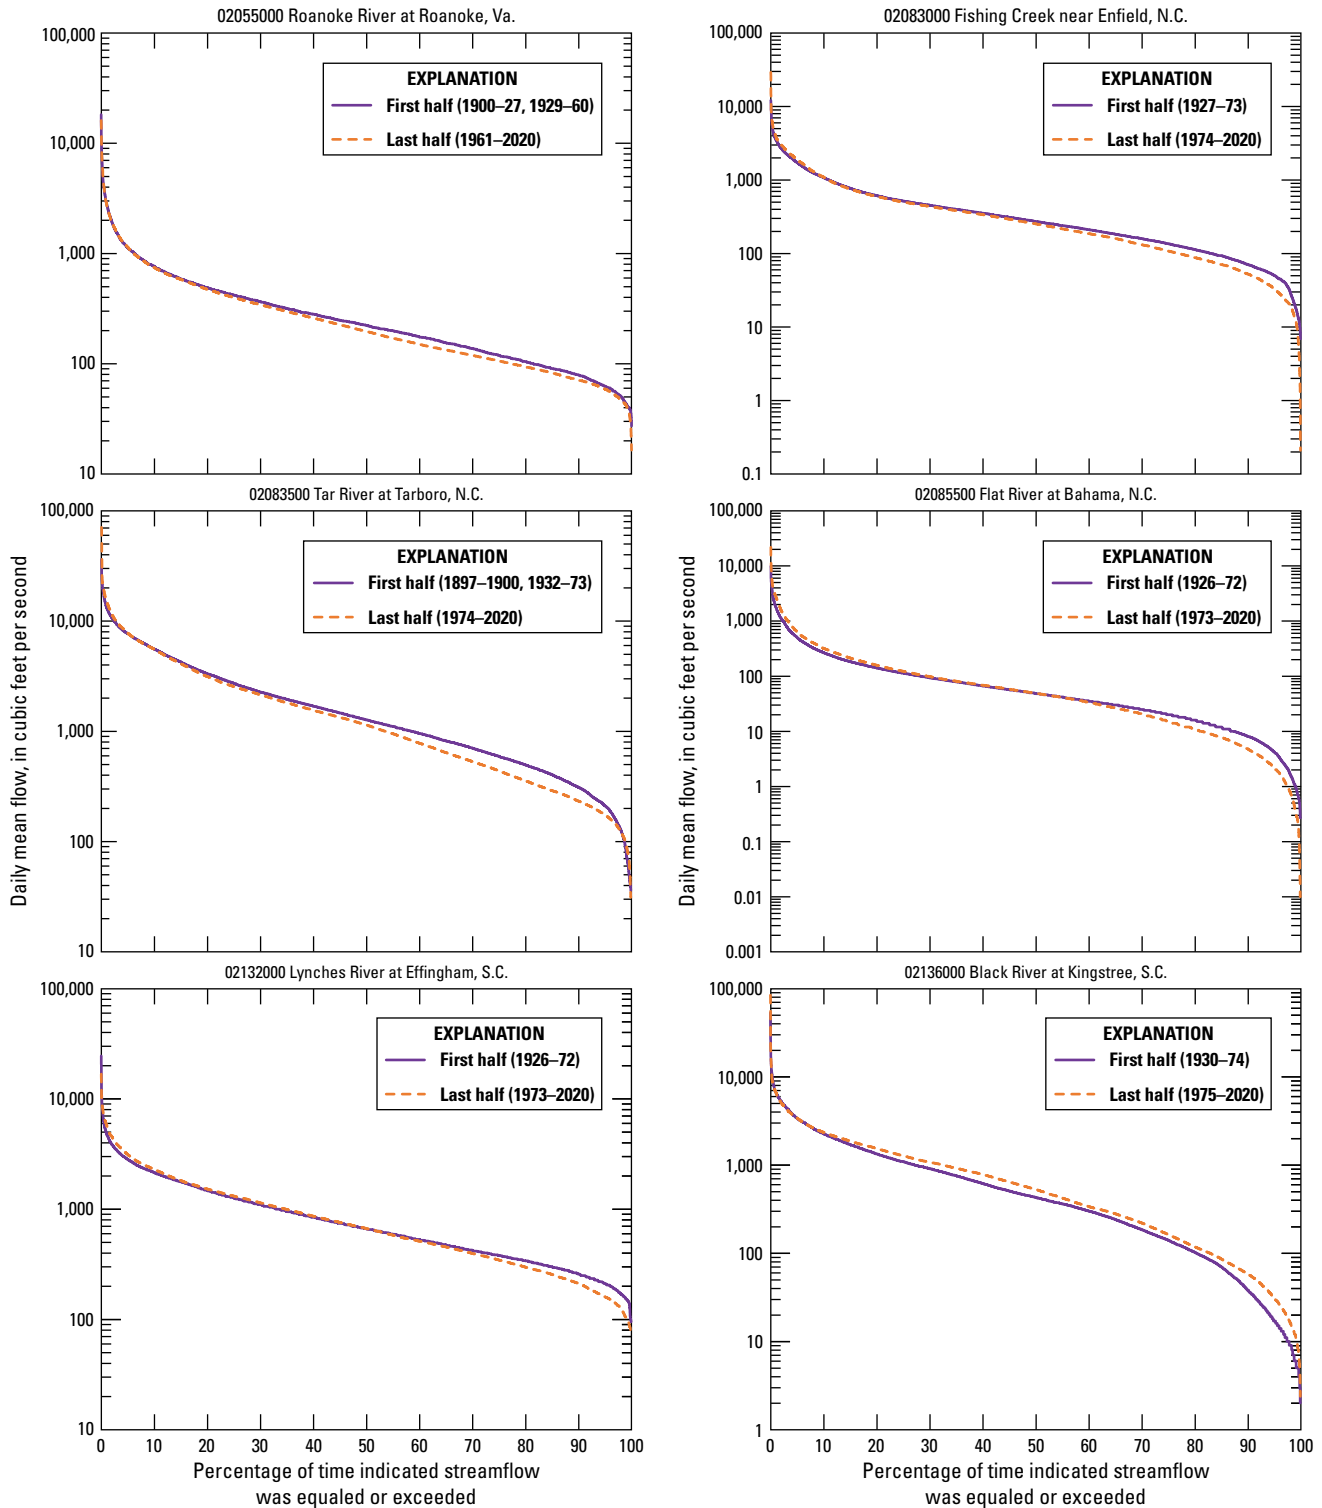 02055000 Roanoke River at Roanoke, Va.
100,000
10,000
1,000
100
10
EXPLANATION
First half (1900–27, 1929–60)
Last half (1961–2020)
02083000 Fishing Creek near Enfield, N.C.
100,000
10,000
1,000
100
10
1
0.1
EXPLANATION
First half (1927–73)
Last half (1974–2020)
02083500 Tar River at Tarboro, N.C.
100,000
10,000
1,000
100
10
EXPLANATION
First half (1897–1900, 1932–73)
Last half (1974–2020)
Daily mean flow, in cubic feet per second
02085500 Flat River at Bahama, N.C.
100,000
10,000
1,000
100
10
1
0.1
0.01
0.001
EXPLANATION
First half (1926–72)
Last half (1973–2020)
Daily mean flow, in cubic feet per second
02132000 Lynches River at Effingham, S.C.
100,000
10,000
1,000
100
10
EXPLANATION
First half (1926–72)
Last half (1973–2020)
0 10 20 30 40 50 60 70 80 90 100
Percentage of time indicated streamflow
was equaled or exceeded
02136000 Black River at Kingstree, S.C.
100,000
10,000
1,000
100
10
1
EXPLANATION
First half (1930–74)
Last half (1975–2020)
0 10 20 30 40 50 60 70 80 90 100
Percentage of time indicated streamflow
was equaled or exceeded